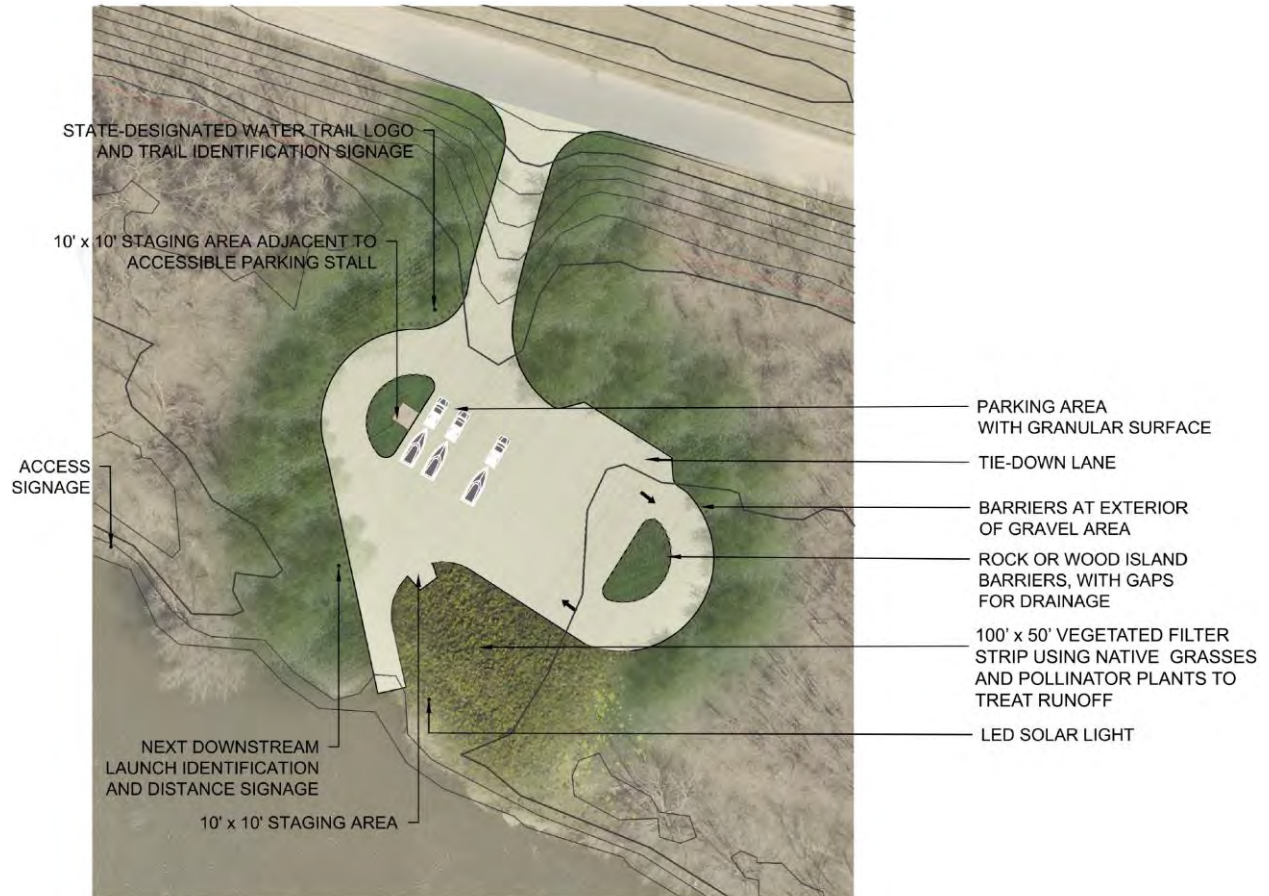 STATE-DESIGNATED WATER TRAIL LOGO
AND TRAIL IDENTIFICATION SIGNAGE
10' x 10' STAGING AREA ADJACENT TO
ACCESSIBLE PARKING STALL
ACCESS
SIGNAGE
NEXT DOWNSTREAM
LAUNCH IDENTIFICATION
AND DISTANCE SIGNAGE
10' x 10' STAGING AREA
PARKING AREA
WITH GRANULAR SURFACE
TIE-DOWN LANE
BARRIERS AT EXTERIOR
OF GRAVEL AREA
ROCK OR WOOD ISLAND
BARRIERS, WITH GAPS
FOR DRAINAGE
100' x 50' VEGETATED FILTER
STRIP USING NATIVE GRASSES
AND POLLINATOR PLANTS TO
TREAT RUNOFF
LED SOLAR LIGHT